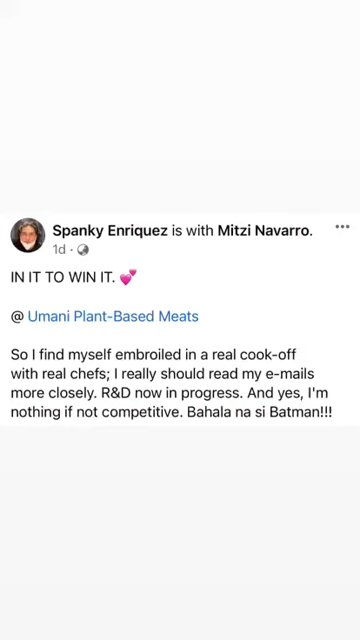 Spanky Enriquez is with Mitzi Navarro.
1d ·
IN IT TO WIN IT. 💕
@ Umani Plant-Based Meats
So I find myself embroiled in a real cook-off
with real chefs; I really should read my e-mails
more closely. R&D now in progress. And yes, I'm
nothing if not competitive. Bahala na si Batman!!!